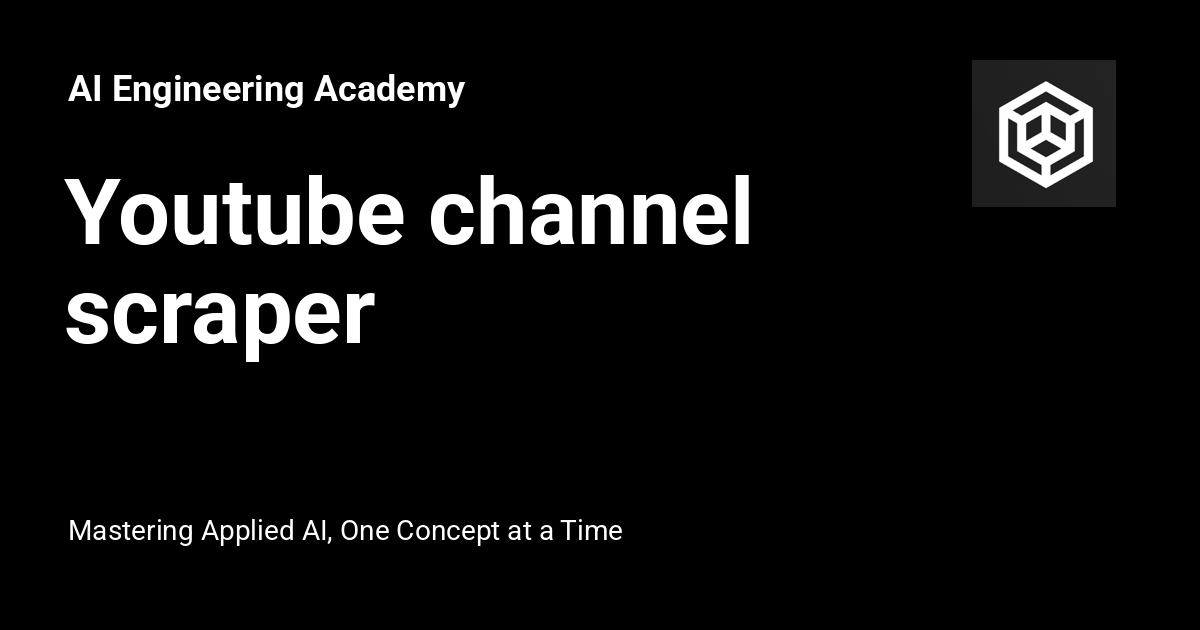 AI Engineering Academy
Youtube channel
scraper
Mastering Applied AI, One Concept at a Time